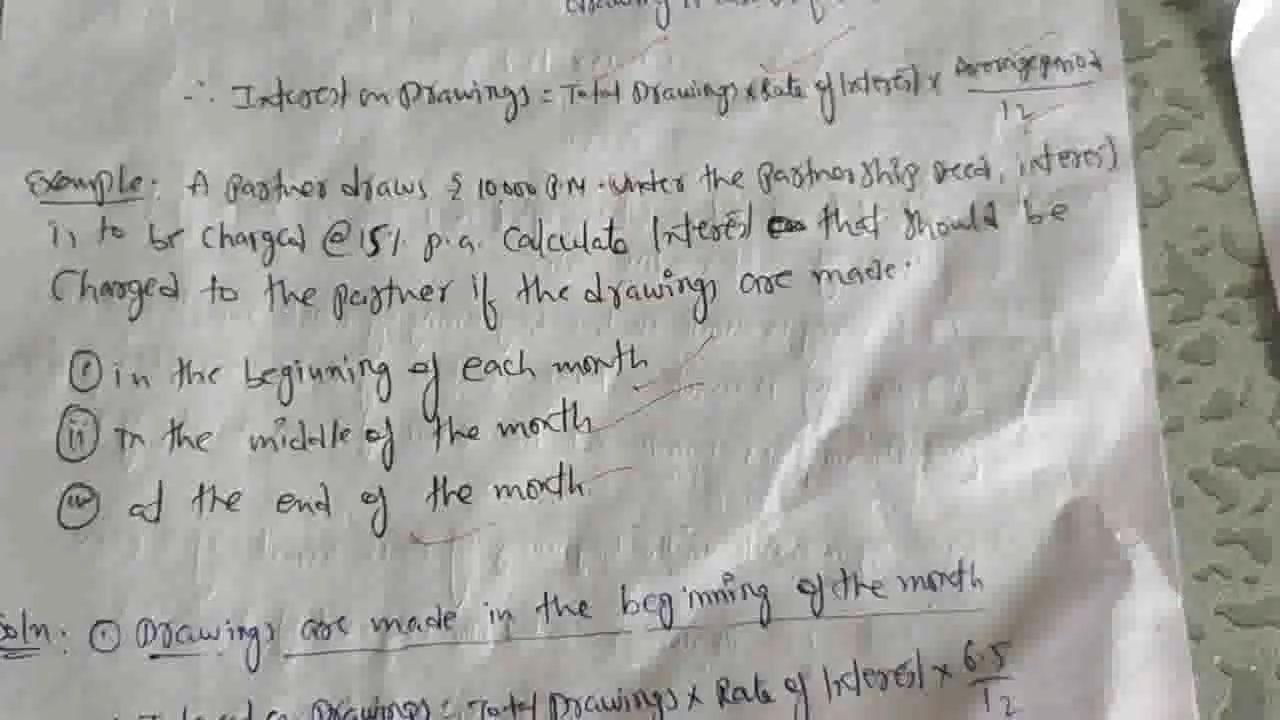 ∴ Interest on Drawings = Total Drawings × Rate of Interest × Average period / 12
Example: A partner draws ₹ 10,000 P.M. Under the partnership deed, interest
is to be charged @ 15% p.a. Calculate Interest that should be
Charged to the partner if the drawings are made.
(i) in the beginning of each month
(ii) in the middle of the month
at the end of the month
Soln: (i) Drawings are made in the beginning of the month
Drawings = Total Drawings × Rate of Interest × 6.5 / 12